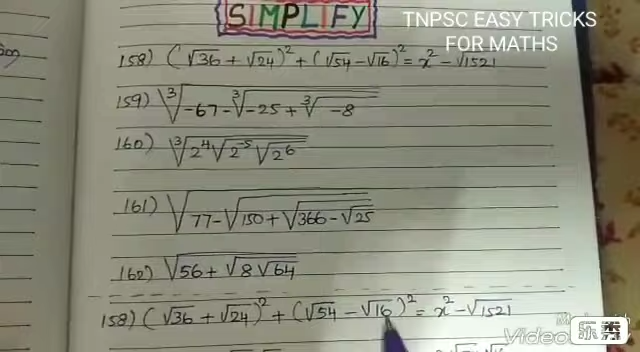 SIMPLIFY
TNPSC EASY TRICKS
FOR MATHS
158) (√36 + √24)² + (√54 - √16)² = x² - √1521
159) ∛(-67 - ∛(-25 + ∛-8))
160) ∛(2⁴√(2⁻⁵√2⁶))
161) √(77 - √(150 + √(366 - √25)))
162) √(56 + √(8√64))
158) (√36 + √24)² + (√54 - √16)² = x² - √1521
乐秀